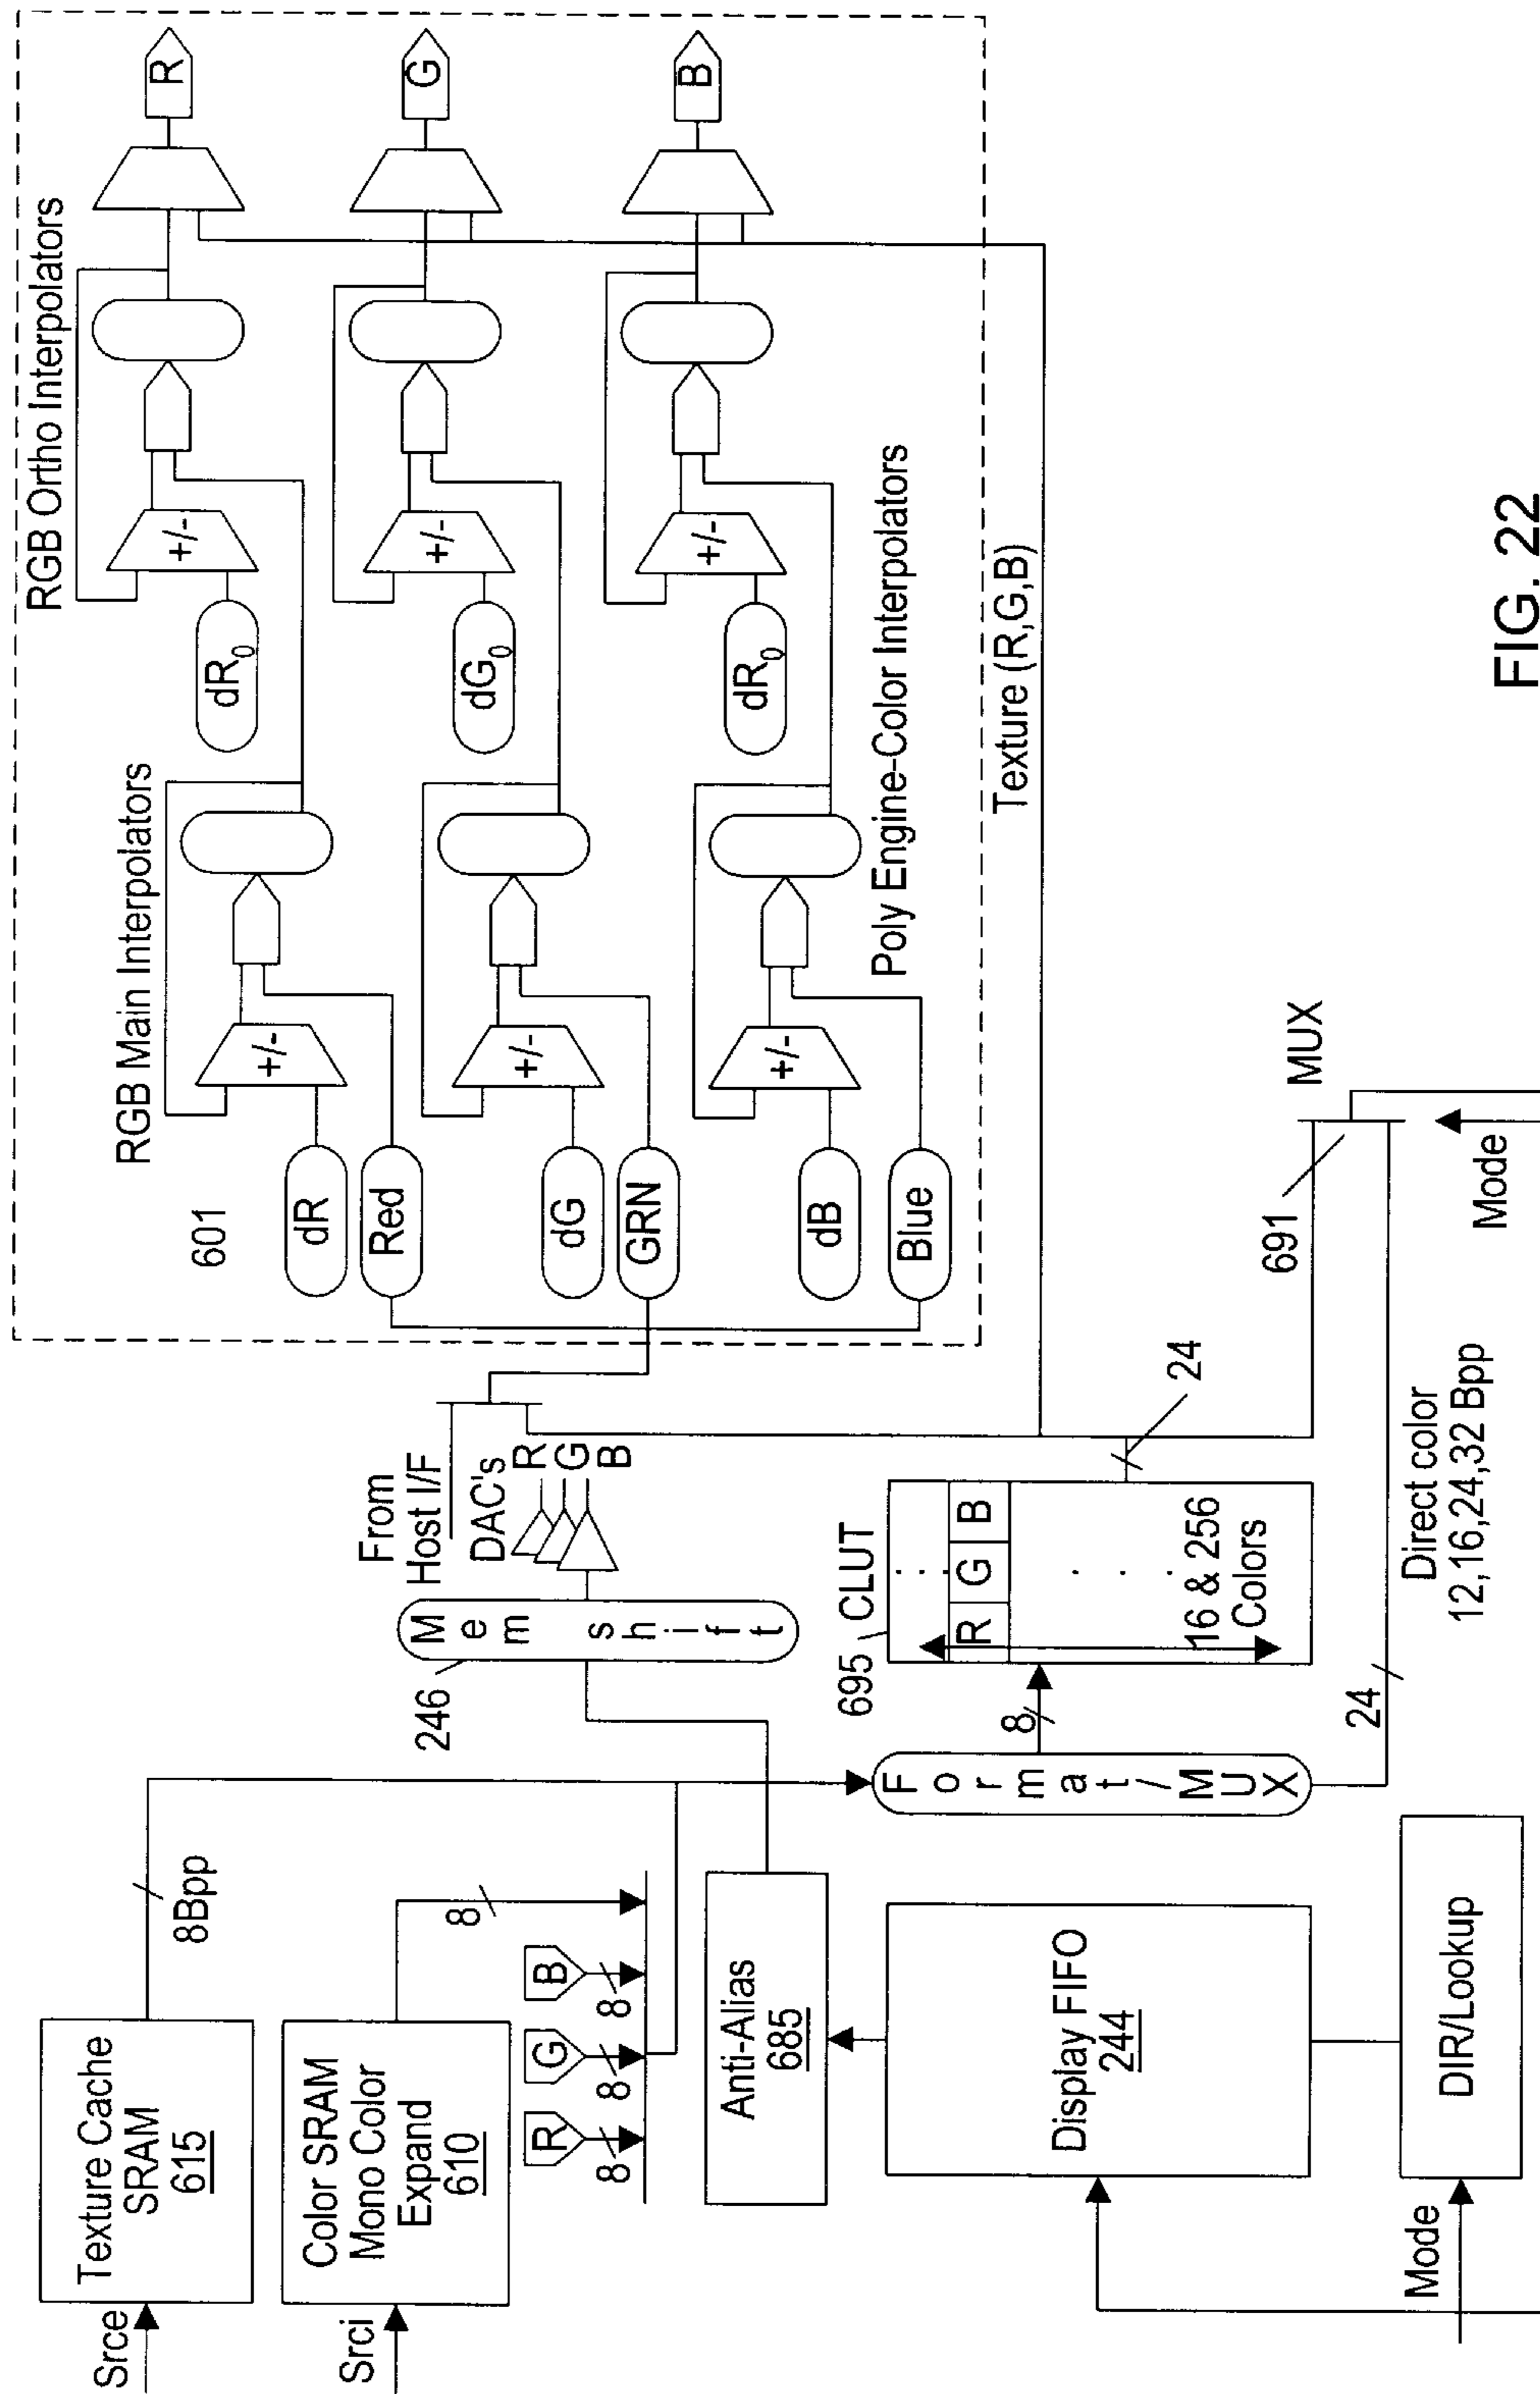 Srce
Texture Cache
SRAM
615
8Bpp
Srci
Color SRAM
Mono Color
Expand
610
8
R
G
B
8
8
8
Anti-Alias
685
Display FIFO
244
DIR/Lookup
Mode
246
Mem shift
DAC's
R
G
B
From
Host I/F
Format/MUX
8
24
695
CLUT
R
G
B
16 & 256
Colors
24
Direct color
12,16,24,32 Bpp
691
MUX
Mode
RGB Main Interpolators
RGB Ortho Interpolators
601
dR
Red
+/-
dR0
+/-
R
dG
GRN
+/-
dG0
+/-
G
dB
Blue
+/-
dR0
+/-
B
Poly Engine-Color Interpolators
Texture (R,G,B)
FIG. 22